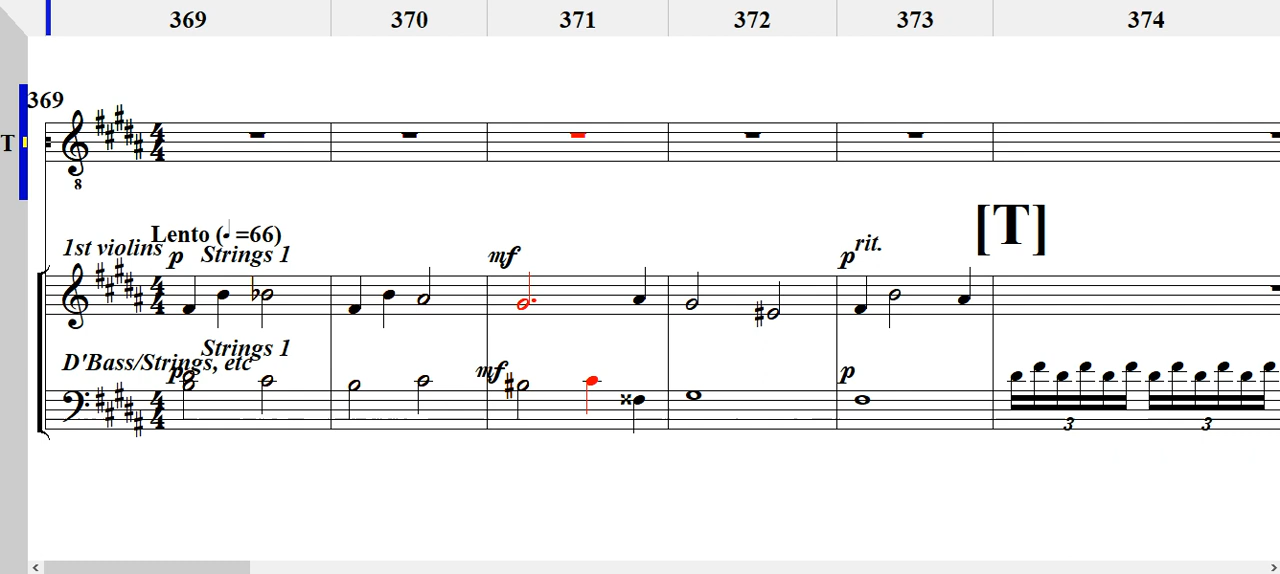 369 370 371 372 373 374
369
T
8
[T]
Lento (♩=66)
1st violins
p Strings 1 mf p rit.
Strings 1
D'Bass/Strings, etc
p mf p
3 3